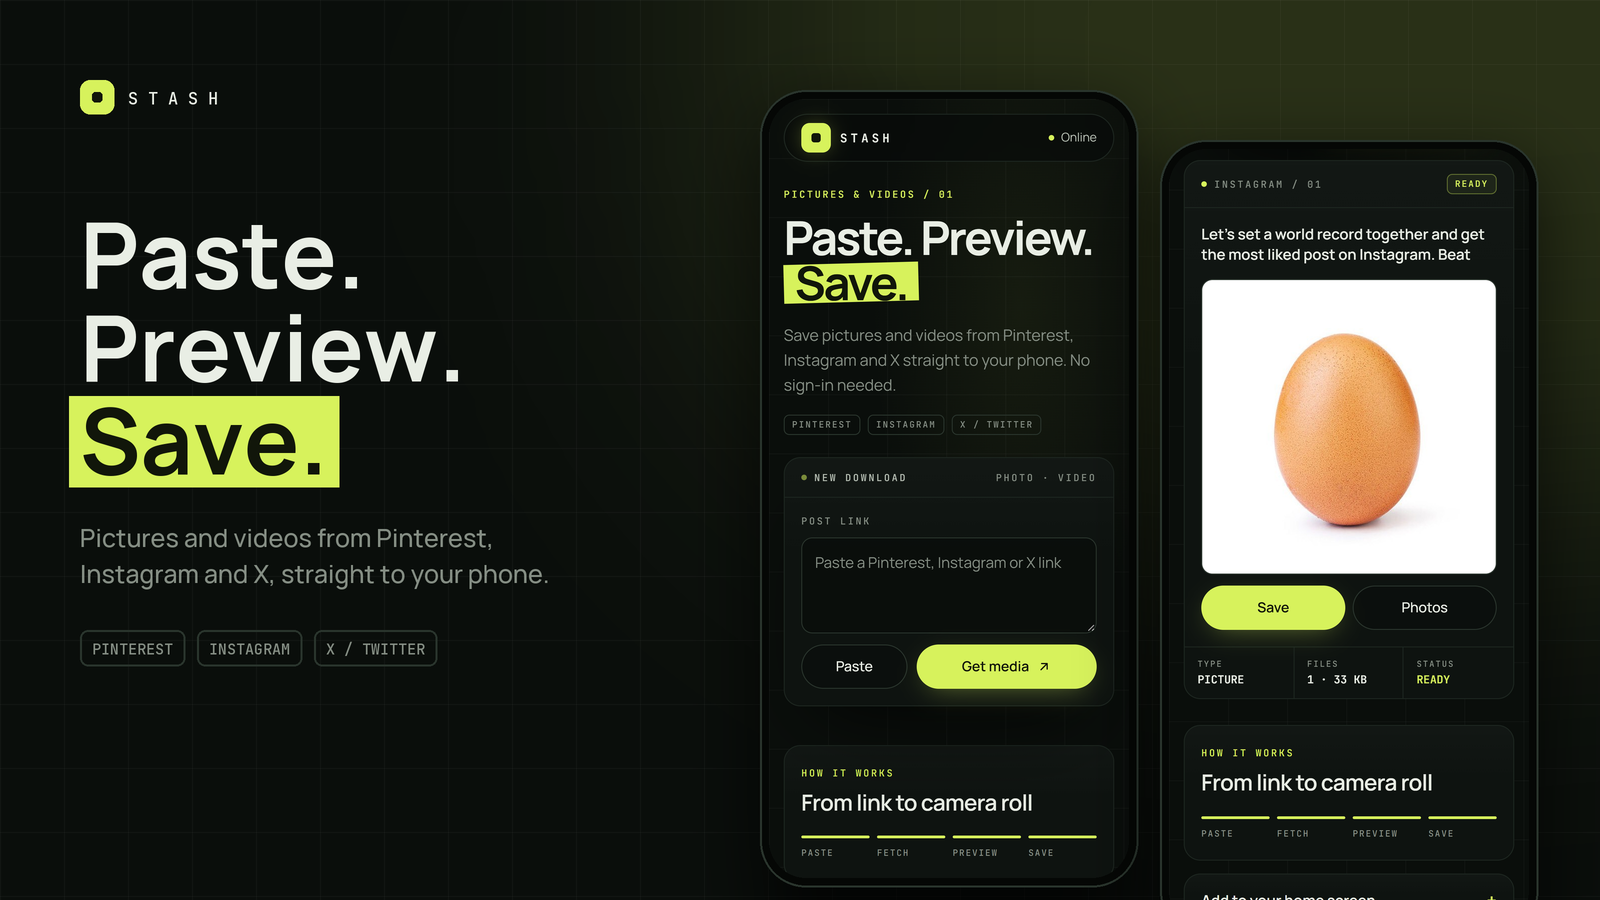 STASH
Paste.
Preview.
Save.
Pictures and videos from Pinterest,
Instagram and X, straight to your phone.
PINTEREST
INSTAGRAM
X / TWITTER
STASH
Online
PICTURES & VIDEOS / 01
Paste. Preview.
Save.
Save pictures and videos from Pinterest,
Instagram and X straight to your phone. No
sign-in needed.
PINTEREST
INSTAGRAM
X / TWITTER
NEW DOWNLOAD
PHOTO · VIDEO
POST LINK
Paste a Pinterest, Instagram or X link
Paste
Get media ↗
HOW IT WORKS
From link to camera roll
PASTE
FETCH
PREVIEW
SAVE
INSTAGRAM / 01
READY
Let's set a world record together and get
the most liked post on Instagram. Beat
Save
Photos
TYPE
PICTURE
FILES
1 · 33 KB
STATUS
READY
HOW IT WORKS
From link to camera roll
PASTE
FETCH
PREVIEW
SAVE
Add to your home screen